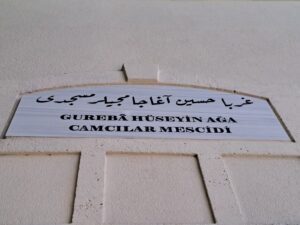 غربا حسين آغا جامجيلر مسجدى
GUREBÂ HÜSEYİN AĞA
CAMCILAR MESCİDİ